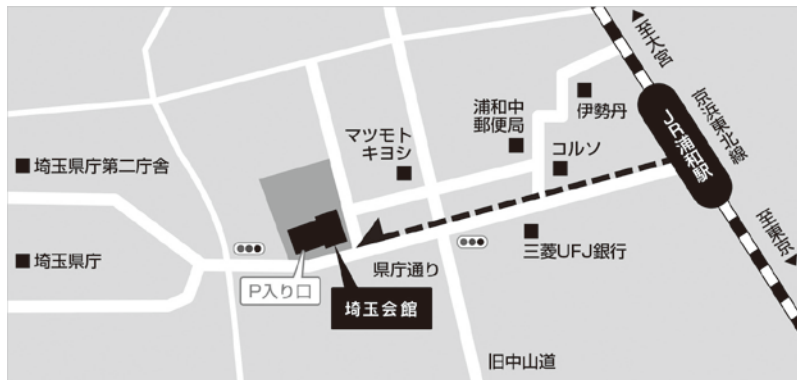 至大宮
京浜東北線
JR浦和駅
至東京
伊勢丹
浦和中
郵便局
コルソ
マツモト
キヨシ
埼玉県庁第二庁舎
埼玉県庁
三菱UFJ銀行
県庁通り
P入り口
埼玉会館
旧中山道